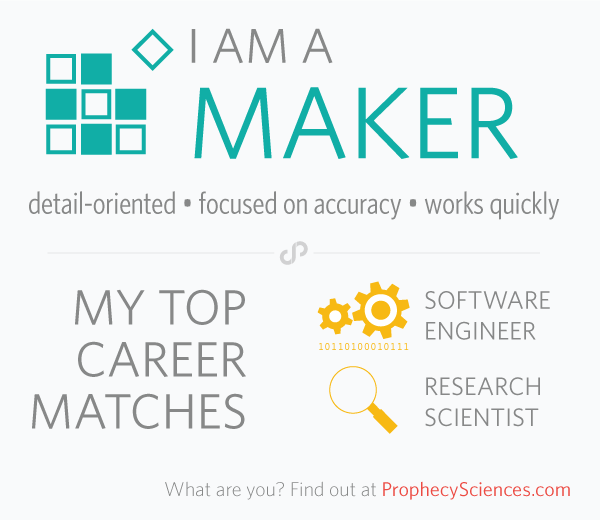 I AM A
MAKER
detail-oriented • focused on accuracy • works quickly
MY TOP
CAREER
MATCHES
10110100010111
SOFTWARE
ENGINEER
RESEARCH
SCIENTIST
What are you? Find out at ProphecySciences.com